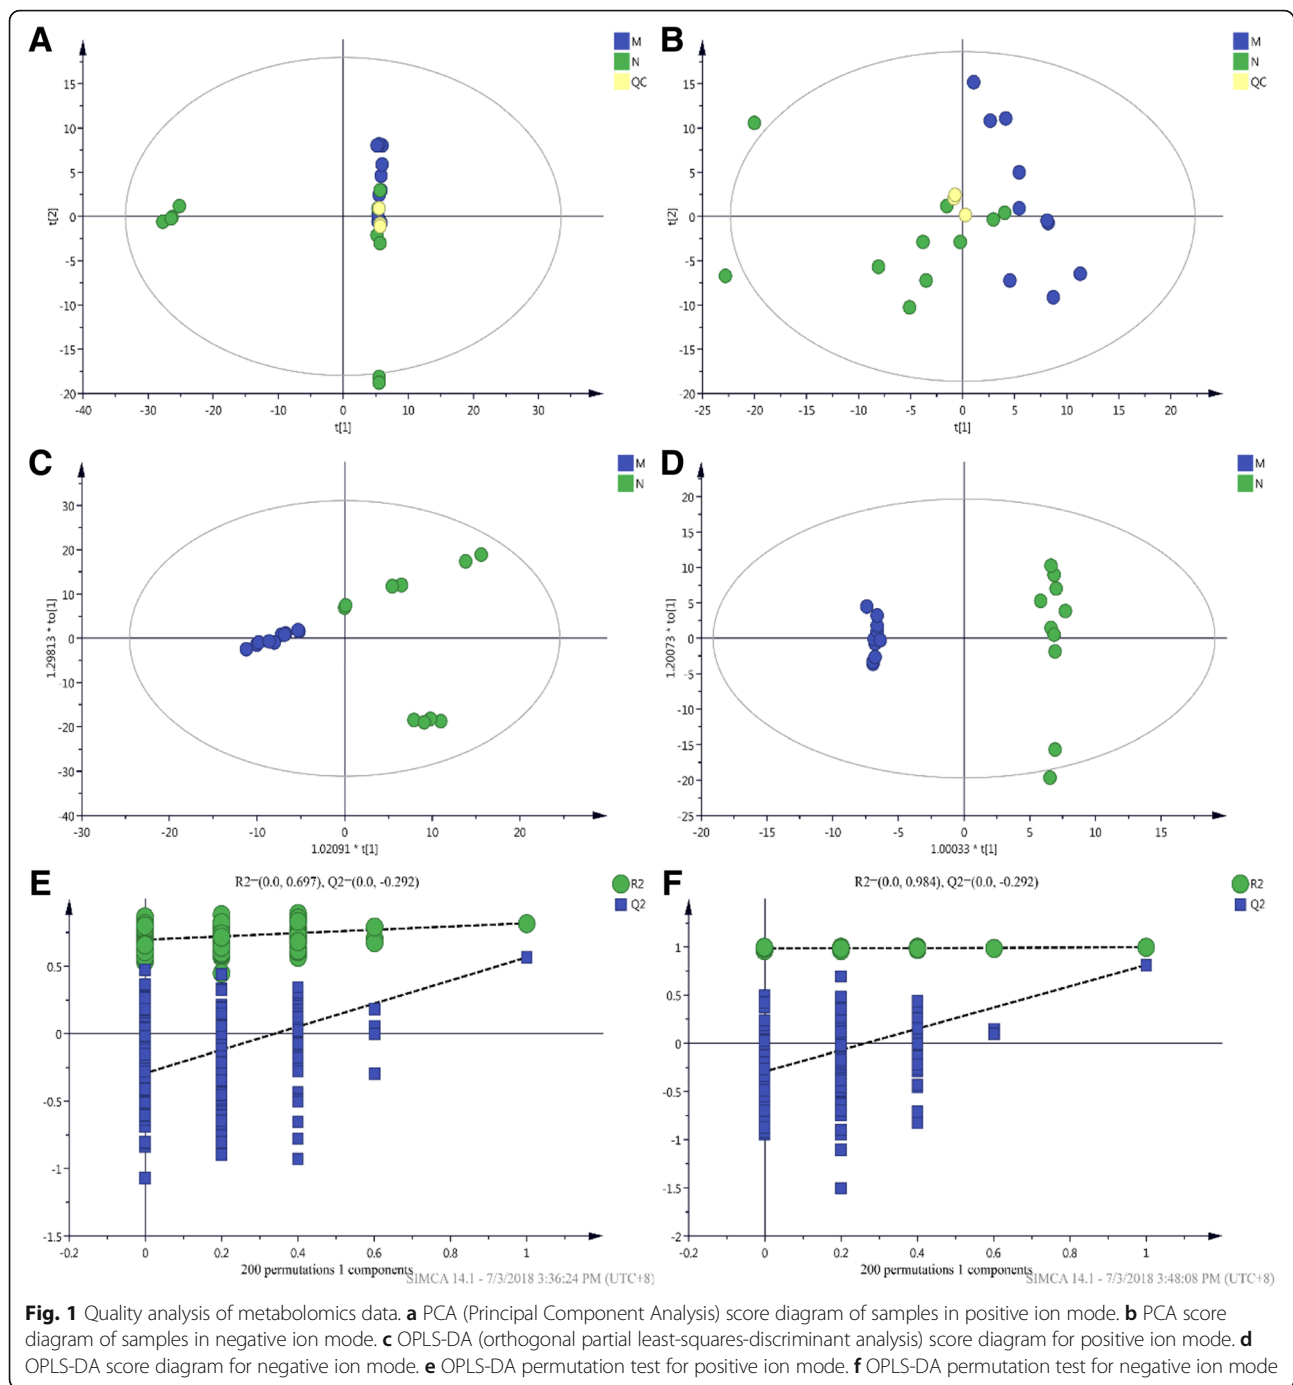 A
M
N
QC
15
10
5
0
-5
-10
-15
-20
t[2]
-40 -30 -20 -10 0 10 20 30
t[1]
B
M
N
QC
15
10
5
0
-5
-10
-15
-20
t[2]
-25 -20 -15 -10 -5 0 5 10 15 20
t[1]
C
M
N
30
20
10
0
-10
-20
-30
-40
1.29813 * to[1]
-30 -20 -10 0 10 20
1.02091 * t[1]
D
M
N
20
15
10
5
0
-5
-10
-15
-20
-25
1.20073 * to[1]
-20 -15 -10 -5 0 5 10 15
1.00033 * t[1]
E
R2=(0.0, 0.697), Q2=(0.0, -0.292)
R2
Q2
0.5
0
-0.5
-1
-1.5
-0.2 0 0.2 0.4 0.6 0.8 1
200 permutations 1 components
SIMCA 14.1 - 7/3/2018 3:36:24 PM (UTC+8)
F
R2=(0.0, 0.984), Q2=(0.0, -0.292)
R2
Q2
1
0.5
0
-0.5
-1
-1.5
-2
-0.2 0 0.2 0.4 0.6 0.8 1
200 permutations 1 components
SIMCA 14.1 - 7/3/2018 3:48:08 PM (UTC+8)
Fig. 1 Quality analysis of metabolomics data. a PCA (Principal Component Analysis) score diagram of samples in positive ion mode. b PCA score
diagram of samples in negative ion mode. c OPLS-DA (orthogonal partial least-squares-discriminant analysis) score diagram for positive ion mode. d
OPLS-DA score diagram for negative ion mode. e OPLS-DA permutation test for positive ion mode. f OPLS-DA permutation test for negative ion mode